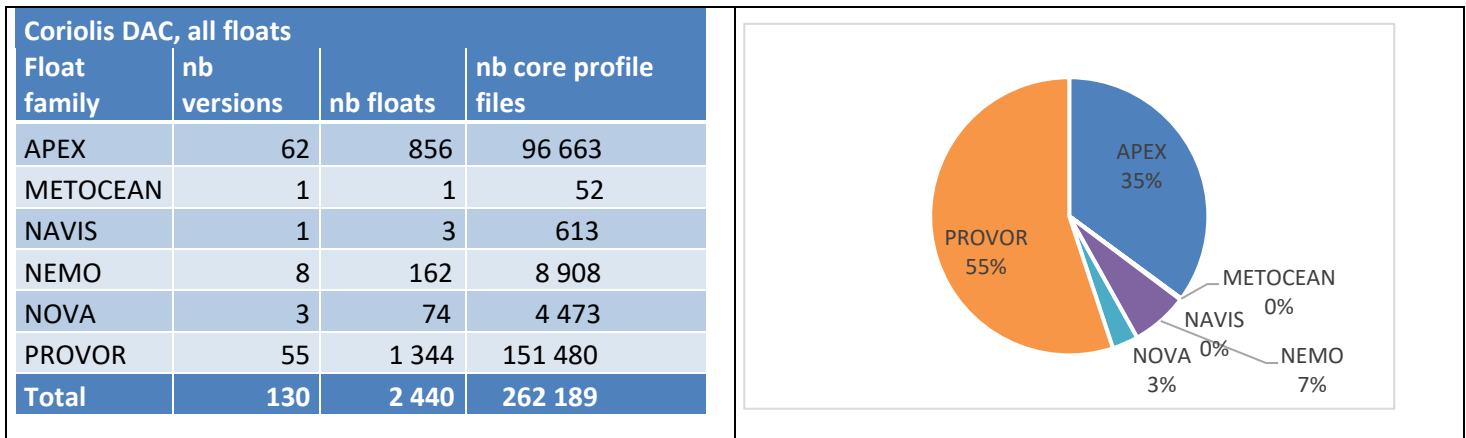 Coriolis DAC, all floats
Float family nb versions nb floats nb core profile files
APEX 62 856 96 663
METOCEAN 1 1 52
NAVIS 1 3 613
NEMO 8 162 8 908
NOVA 3 74 4 473
PROVOR 55 1 344 151 480
Total 130 2 440 262 189
APEX
35%
METOCEAN
0%
NAVIS
0%
NEMO
7%
NOVA
3%
PROVOR
55%